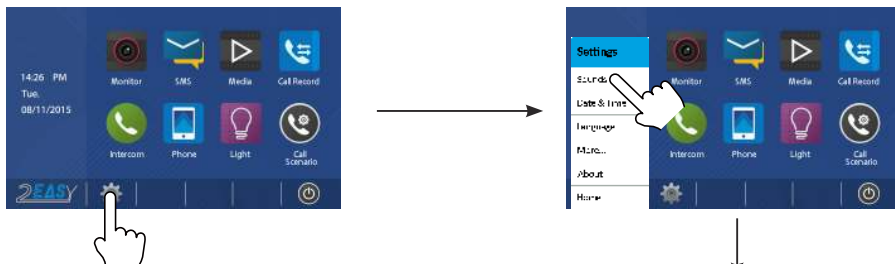 14:26 PM
Tue.
08/11/2015
Monitor
SMS
Media
Call Record
Intercom
Phone
Light
Call
Scenario
2EASY
Settings
Sounds
Date & Time
Language
More...
About
Home
Monitor
SMS
Media
Call Record
Intercom
Phone
Light
Call
Scenario